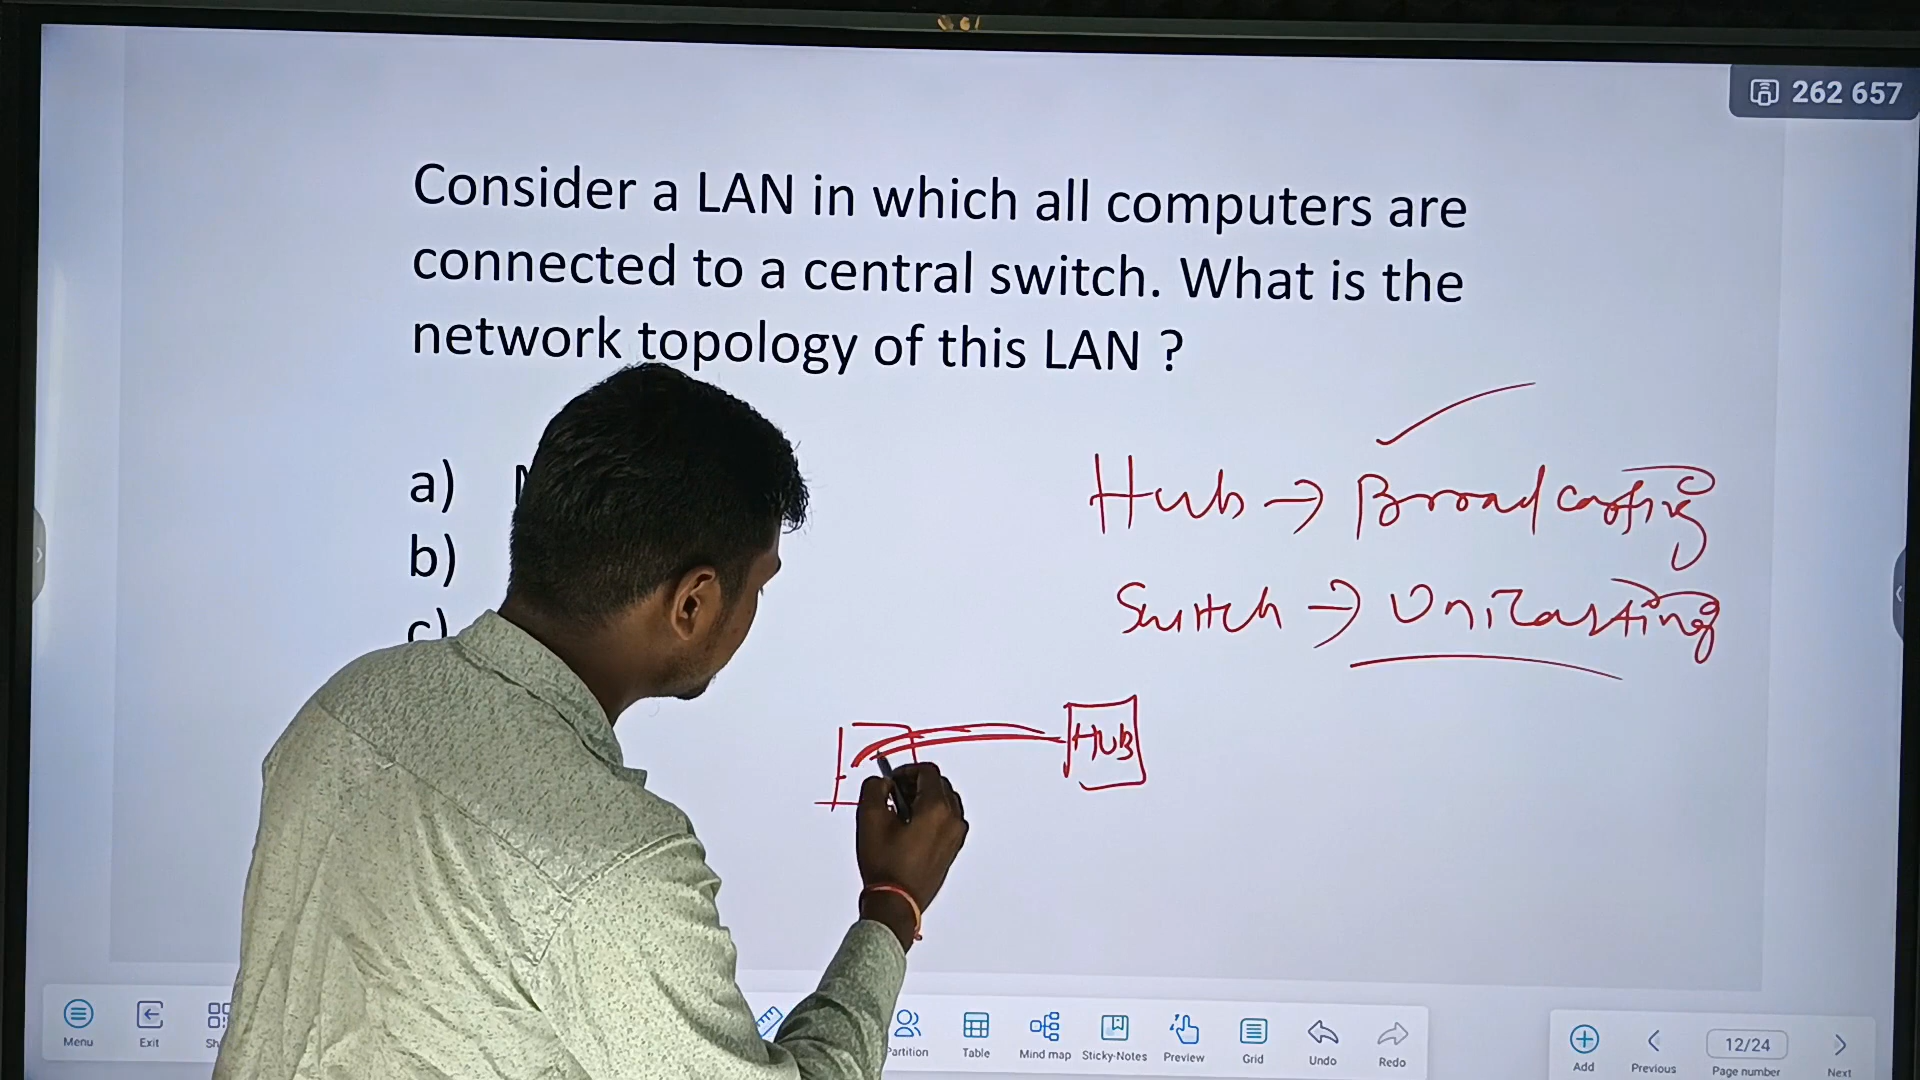 262 657
Consider a LAN in which all computers are
connected to a central switch. What is the
network topology of this LAN ?
a)
b)
c)
Hub → Broadcasting
Switch → Unicasting
HUB
Menu
Exit
Partition
Table
Mind map
Sticky-Notes
Preview
Grid
Undo
Redo
Add
Previous
12/24
Page number
Next